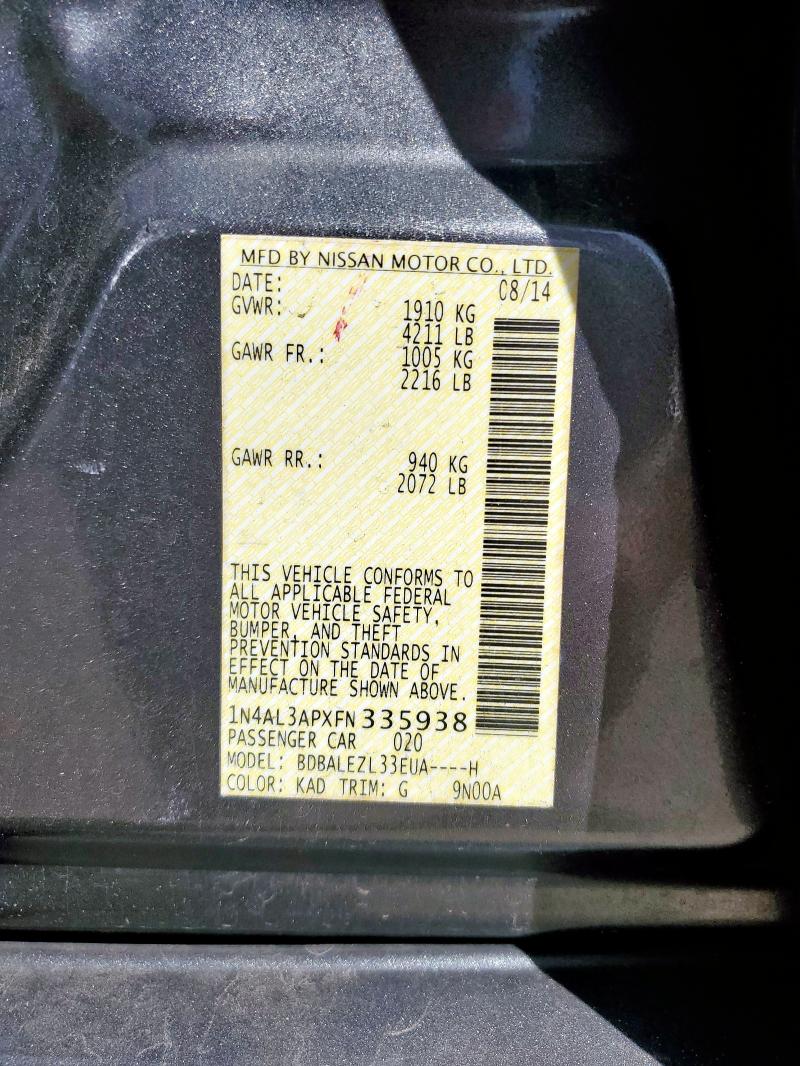 MFD BY NISSAN MOTOR CO., LTD.
DATE: 08/14
GVWR: 1910 KG
4211 LB
GAWR FR.: 1005 KG
2216 LB
GAWR RR.: 940 KG
2072 LB
THIS VEHICLE CONFORMS TO
ALL APPLICABLE FEDERAL
MOTOR VEHICLE SAFETY,
BUMPER, AND THEFT
PREVENTION STANDARDS IN
EFFECT ON THE DATE OF
MANUFACTURE SHOWN ABOVE.
1N4AL3APXFN335938
PASSENGER CAR 020
MODEL: BDBALEZL33EUA----H
COLOR: KAD TRIM: G 9N00A